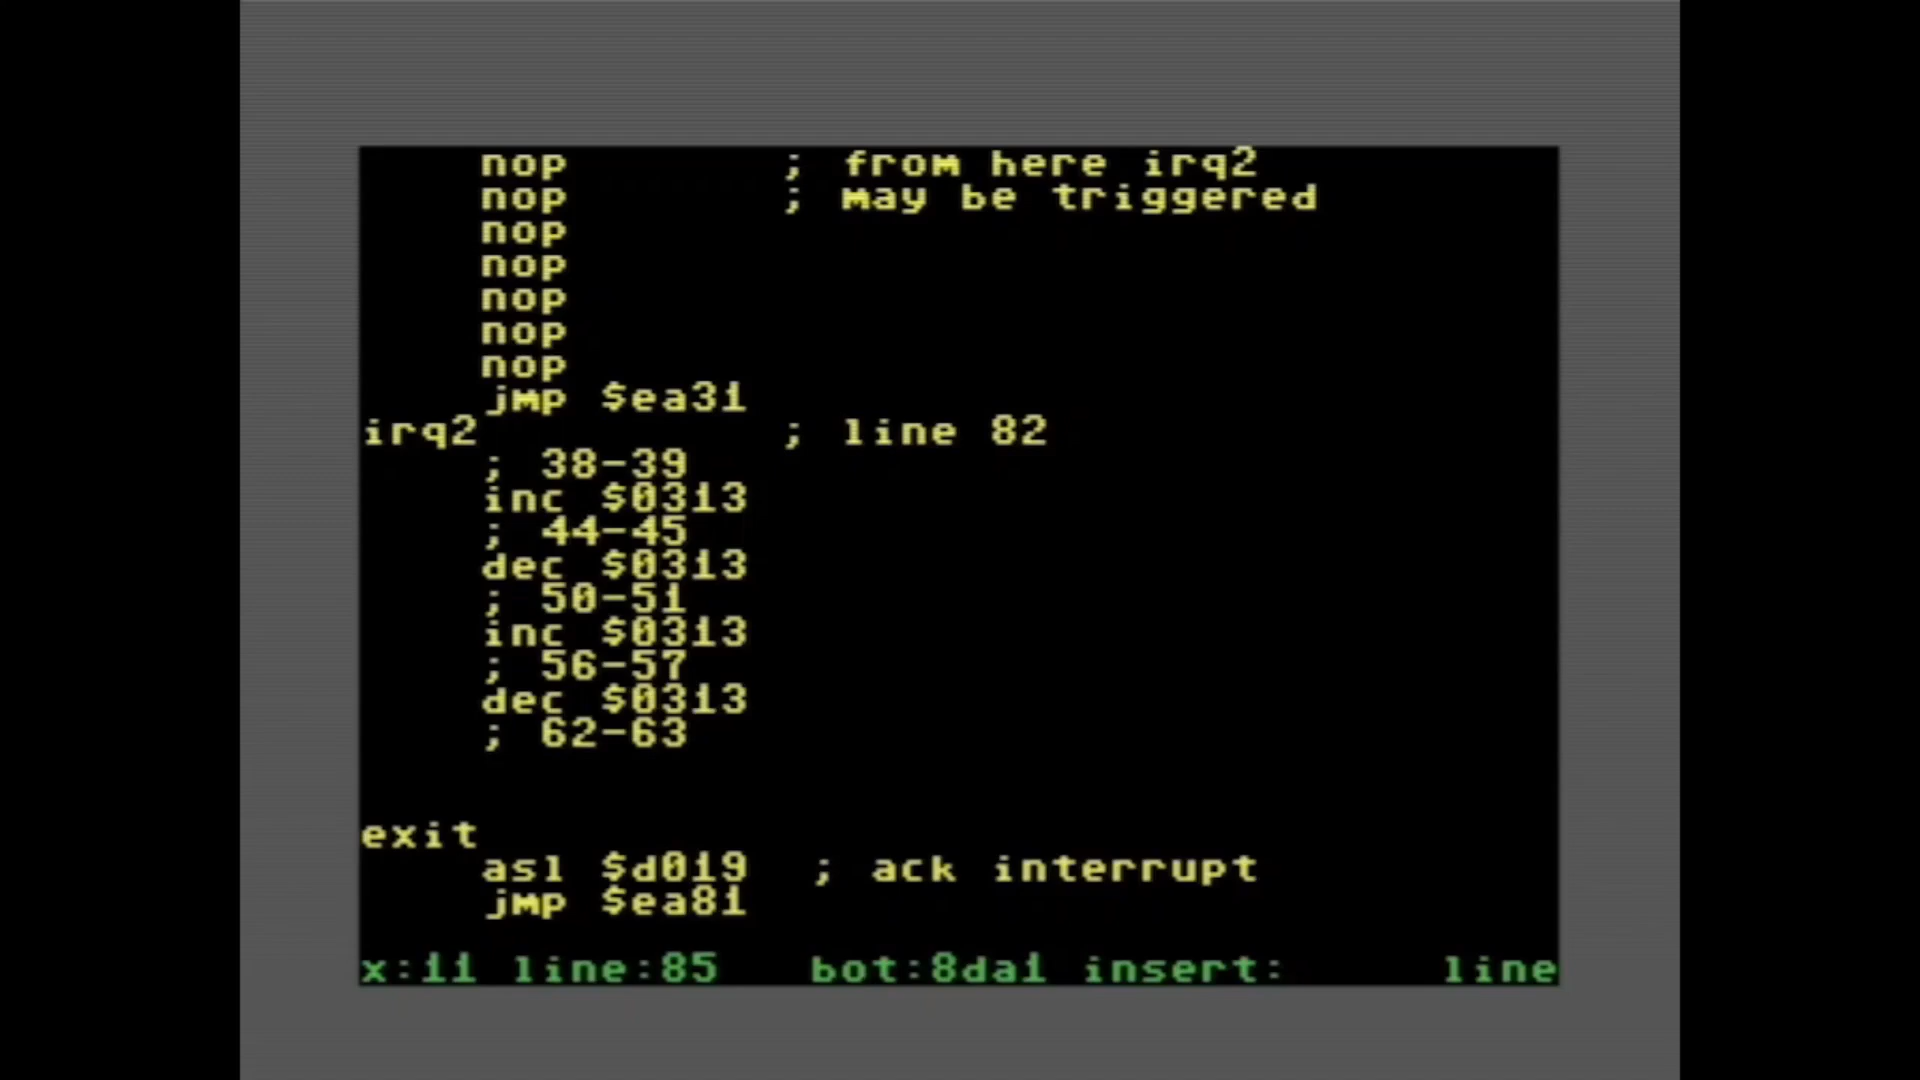 nop ; from here irq2
nop ; may be triggered
nop
nop
nop
nop
nop
jmp $ea31
irq2 ; line 82
; 38-39
inc $0313
; 44-45
dec $0313
; 50-51
inc $0313
; 56-57
dec $0313
; 62-63
exit
asl $d019 ; ack interrupt
jmp $ea81
x:11 line:85 bot:8da1 insert: line